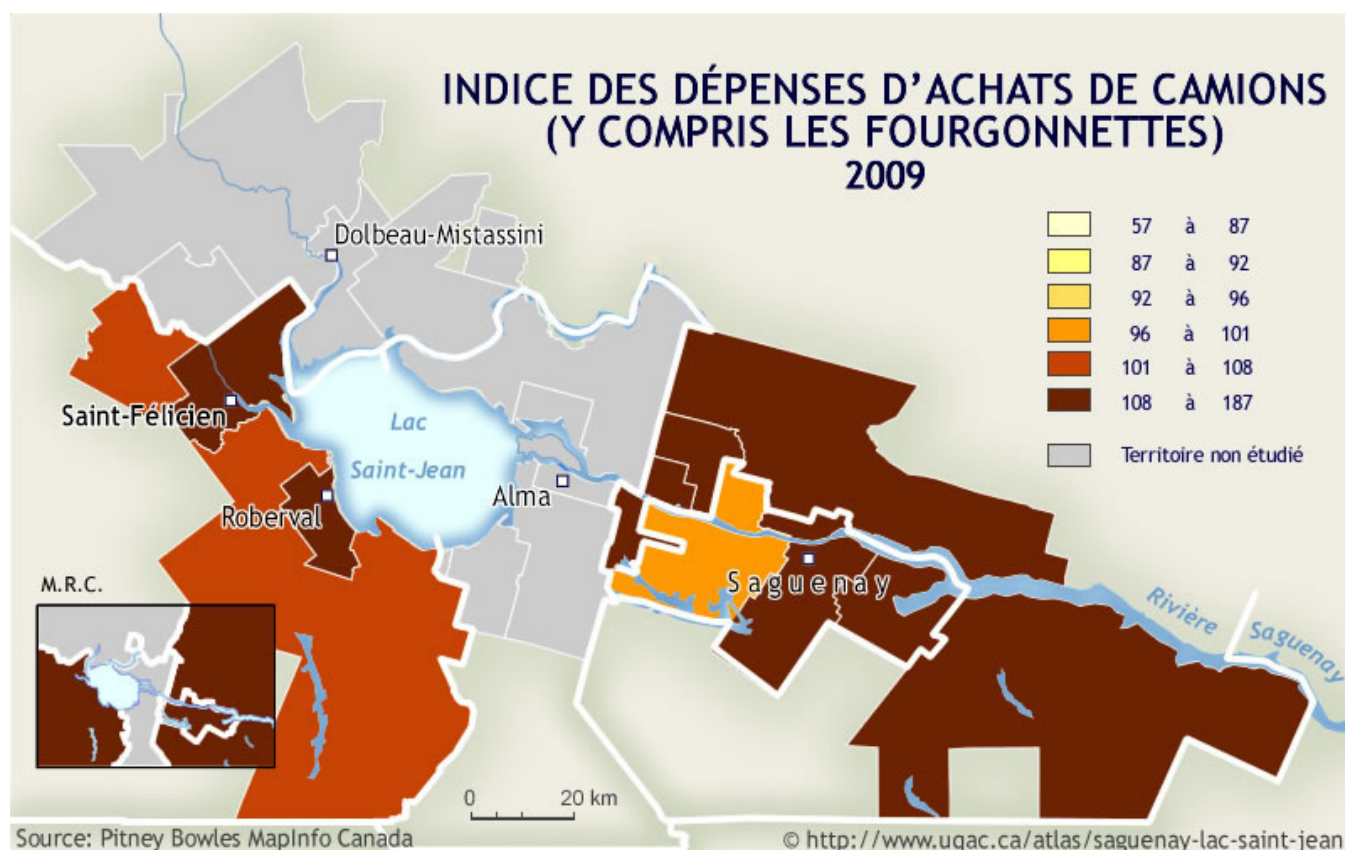 INDICE DES DÉPENSES D'ACHATS DE CAMIONS
(Y COMPRIS LES FOURGONNETTES)
2009
57 à 87
87 à 92
92 à 96
96 à 101
101 à 108
108 à 187
Territoire non étudié
Dolbeau-Mistassini
Saint-Félicien
Lac
Saint-Jean
Roberval
Alma
Saguenay
Rivière
Saguenay
M.R.C.
0 20 km
Source: Pitney Bowles MapInfo Canada
© http://www.uqac.ca/atlas/saguenay-lac-saint-jean